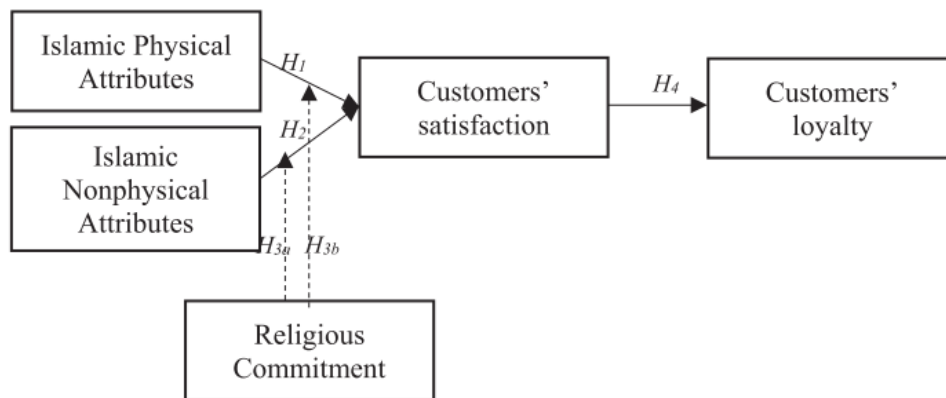 Islamic Physical
Attributes
H1
Customers'
satisfaction
H4
Customers'
loyalty
H2
Islamic
Nonphysical
Attributes
H3a
H3b
Religious
Commitment